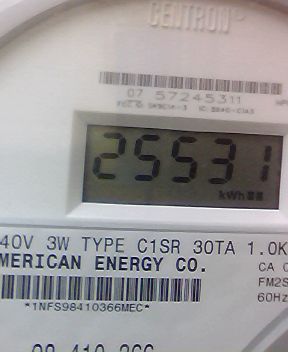 CENTRON
07 57245311
25531
kWh
40V 3W TYPE C1SR 30TA 1.0K
MERICAN ENERGY CO.
CA 0
FM2S
60Hz
*1NFS98410366MEC*